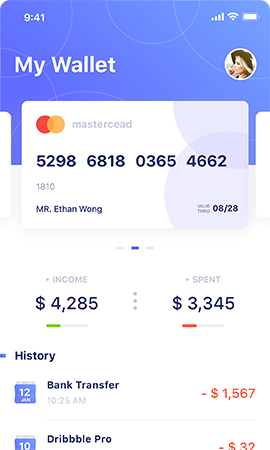 9:41
My Wallet
mastercead
5298 6818 0365 4662
1810
MR. Ethan Wong
VALID
THRU
08/28
• INCOME
• SPENT
$ 4,285
$ 3,345
History
12
JAN
Bank Transfer
10:25 AM
- $ 1,567
10
Dribbble Pro
- $ 32